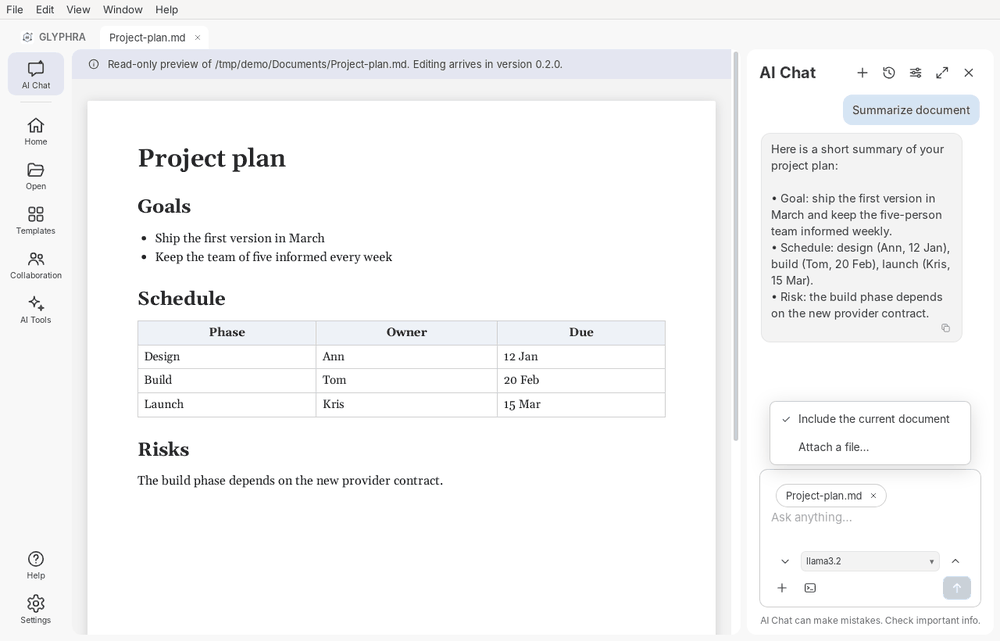 File Edit View Window Help
GLYPHRA
Project-plan.md ×
AI Chat
Home
Open
Templates
Collaboration
AI Tools
Help
Settings
Read-only preview of /tmp/demo/Documents/Project-plan.md. Editing arrives in version 0.2.0.
Project plan
Goals
• Ship the first version in March
• Keep the team of five informed every week
Schedule
Phase Owner Due
Design Ann 12 Jan
Build Tom 20 Feb
Launch Kris 15 Mar
Risks
The build phase depends on the new provider contract.
AI Chat
Summarize document
Here is a short summary of your
project plan:
• Goal: ship the first version in
March and keep the five-person
team informed weekly.
• Schedule: design (Ann, 12 Jan),
build (Tom, 20 Feb), launch (Kris,
15 Mar).
• Risk: the build phase depends
on the new provider contract.
✓ Include the current document
Attach a file...
Project-plan.md ×
Ask anything...
llama3.2
AI Chat can make mistakes. Check important info.